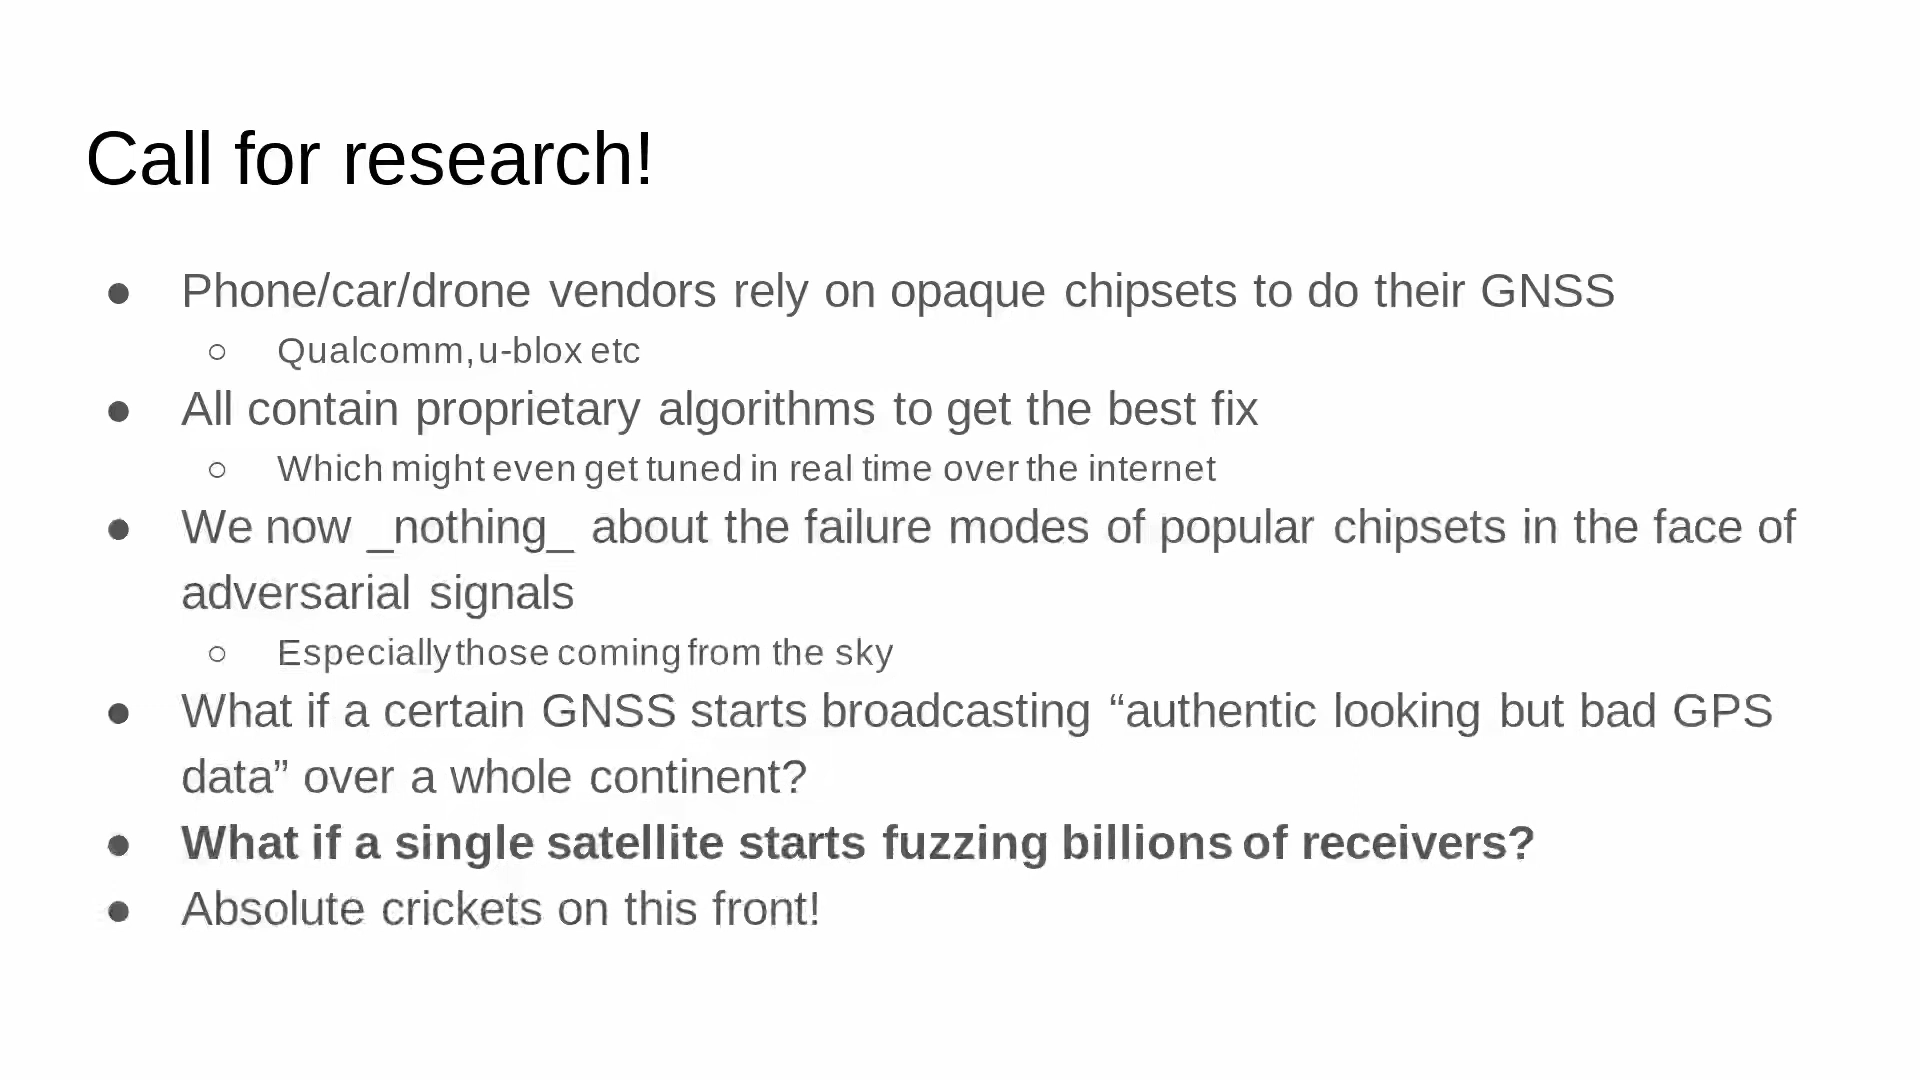 Call for research!
● Phone/car/drone vendors rely on opaque chipsets to do their GNSS
○ Qualcomm, u-blox etc
● All contain proprietary algorithms to get the best fix
○ Which might even get tuned in real time over the internet
● We now _nothing_ about the failure modes of popular chipsets in the face of
adversarial signals
○ Especially those coming from the sky
● What if a certain GNSS starts broadcasting “authentic looking but bad GPS
data” over a whole continent?
● What if a single satellite starts fuzzing billions of receivers?
● Absolute crickets on this front!